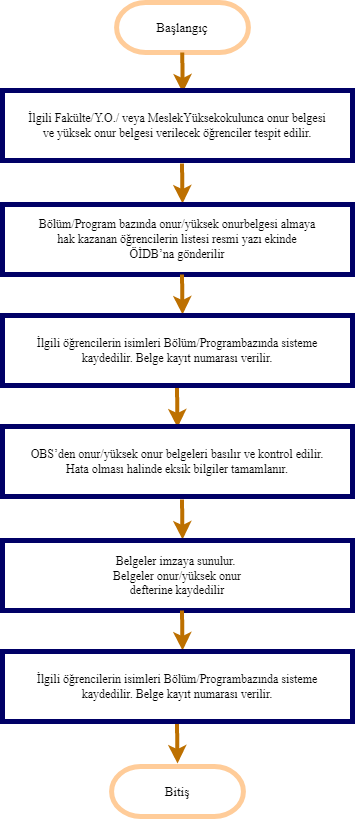 Başlangıç
İlgili Fakülte/Y.O./ veya MeslekYüksekokulunca onur belgesi
ve yüksek onur belgesi verilecek öğrenciler tespit edilir.
Bölüm/Program bazında onur/yüksek onurbelgesi almaya
hak kazanan öğrencilerin listesi resmi yazı ekinde
ÖİDB’na gönderilir
İlgili öğrencilerin isimleri Bölüm/Programbazında sisteme
kaydedilir. Belge kayıt numarası verilir.
OBS’den onur/yüksek onur belgeleri basılır ve kontrol edilir.
Hata olması halinde eksik bilgiler tamamlanır.
Belgeler imzaya sunulur.
Belgeler onur/yüksek onur
defterine kaydedilir
İlgili öğrencilerin isimleri Bölüm/Programbazında sisteme
kaydedilir. Belge kayıt numarası verilir.
Bitiş